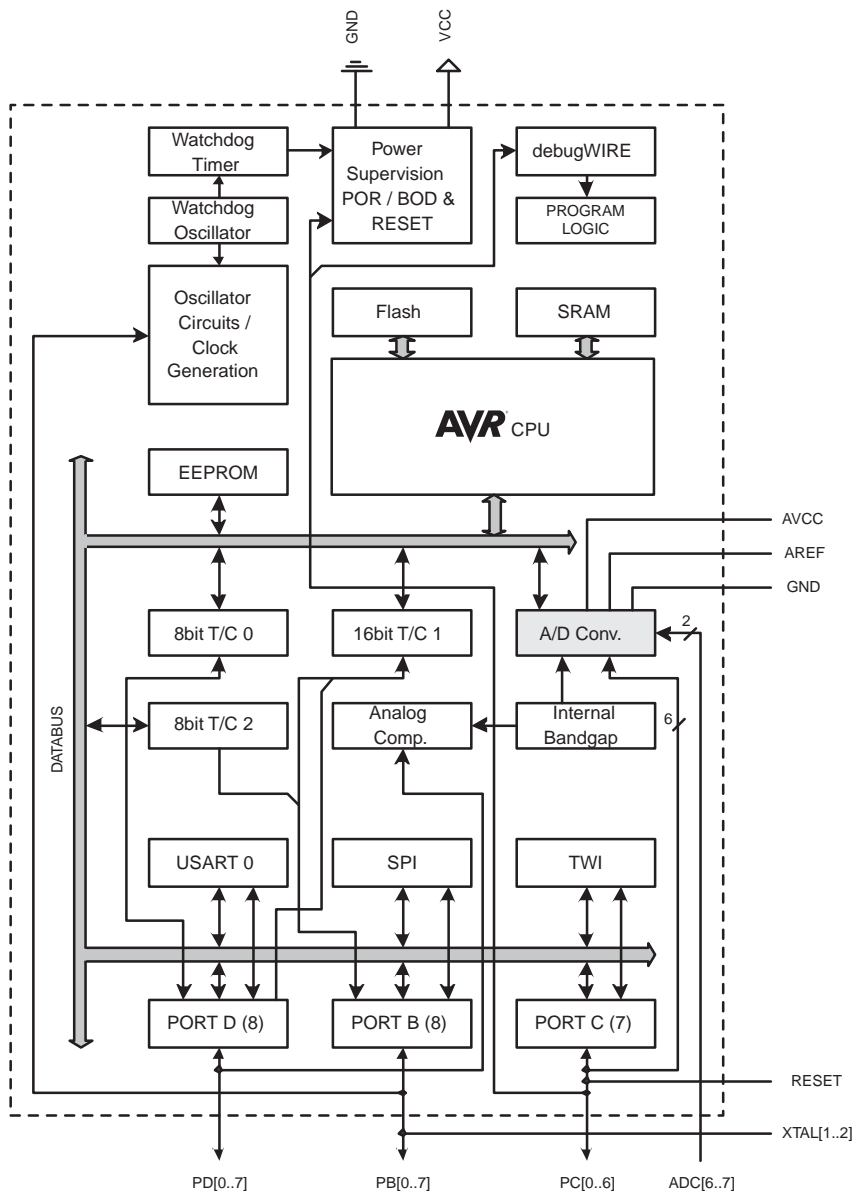 GND
VCC
Watchdog
Timer
Power
Supervision
POR / BOD &
RESET
debugWIRE
Watchdog
Oscillator
PROGRAM
LOGIC
Oscillator
Circuits /
Clock
Generation
Flash
SRAM
AVR CPU
EEPROM
AVCC
AREF
GND
8bit T/C 0
16bit T/C 1
A/D Conv.
2
DATABUS
8bit T/C 2
Analog
Comp.
Internal
Bandgap
6
USART 0
SPI
TWI
PORT D (8)
PORT B (8)
PORT C (7)
RESET
XTAL[1..2]
PD[0..7]
PB[0..7]
PC[0..6]
ADC[6..7]